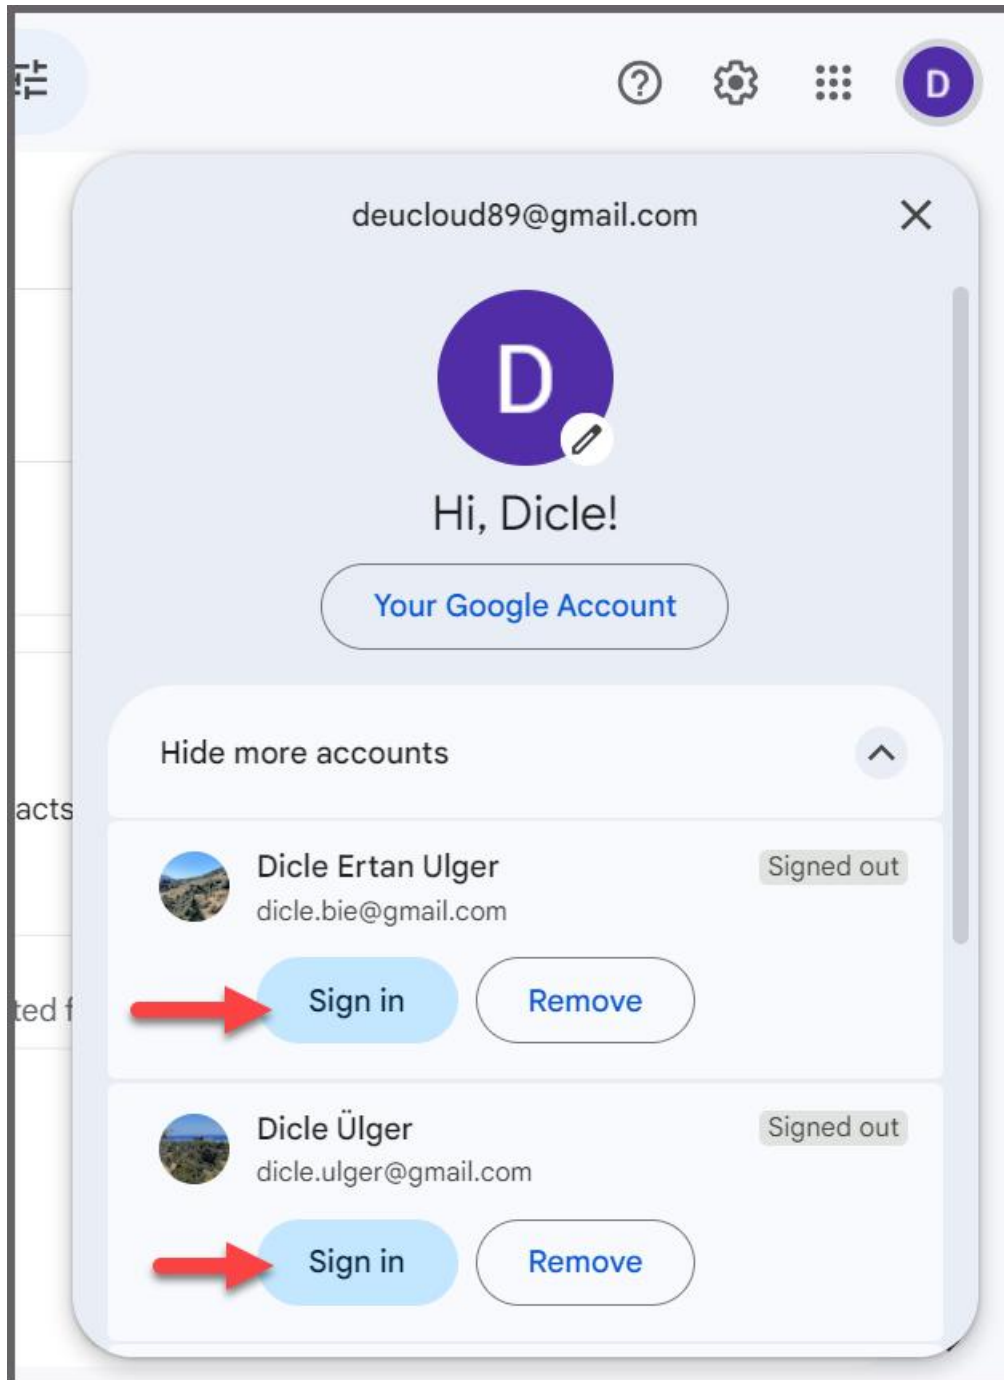 D
deucloud89@gmail.com
D
Hi, Dicle!
Your Google Account
Hide more accounts
acts
Dicle Ertan Ulger
Signed out
dicle.bie@gmail.com
Sign in
Remove
ted f
Dicle Ülger
Signed out
dicle.ulger@gmail.com
Sign in
Remove